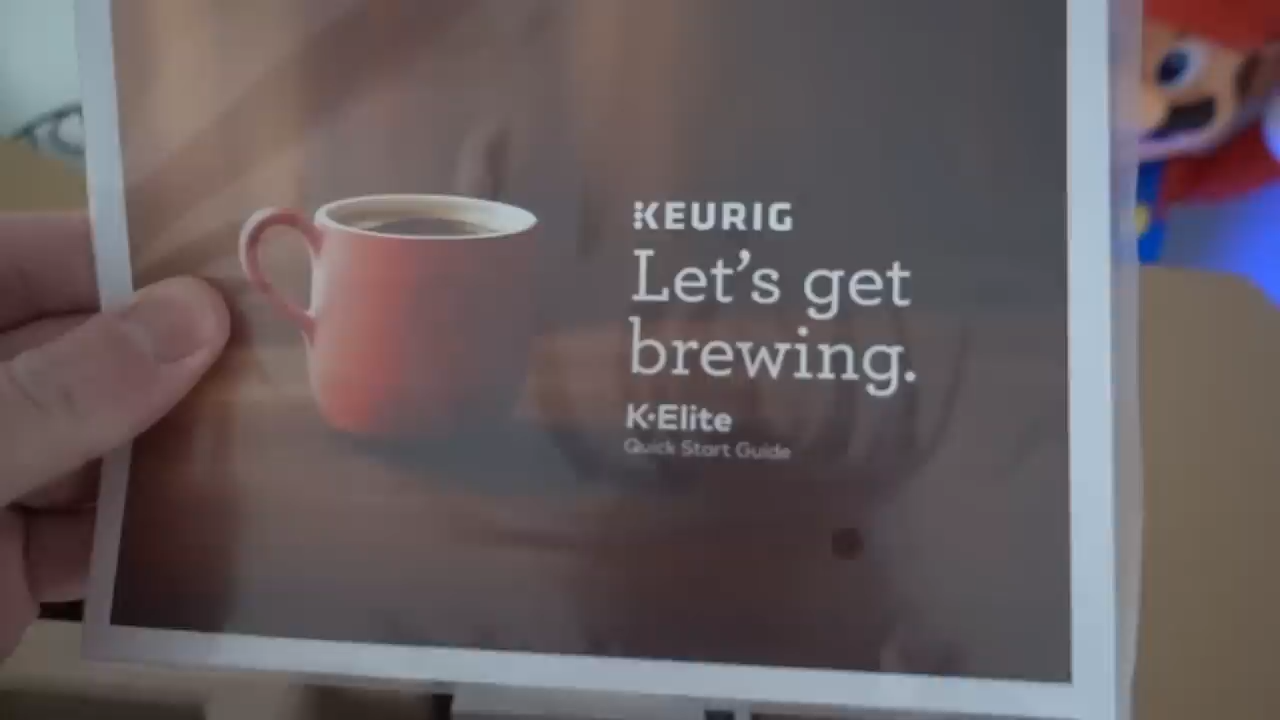 KEURIG
Let's get
brewing.
K•Elite
Quick Start Guide